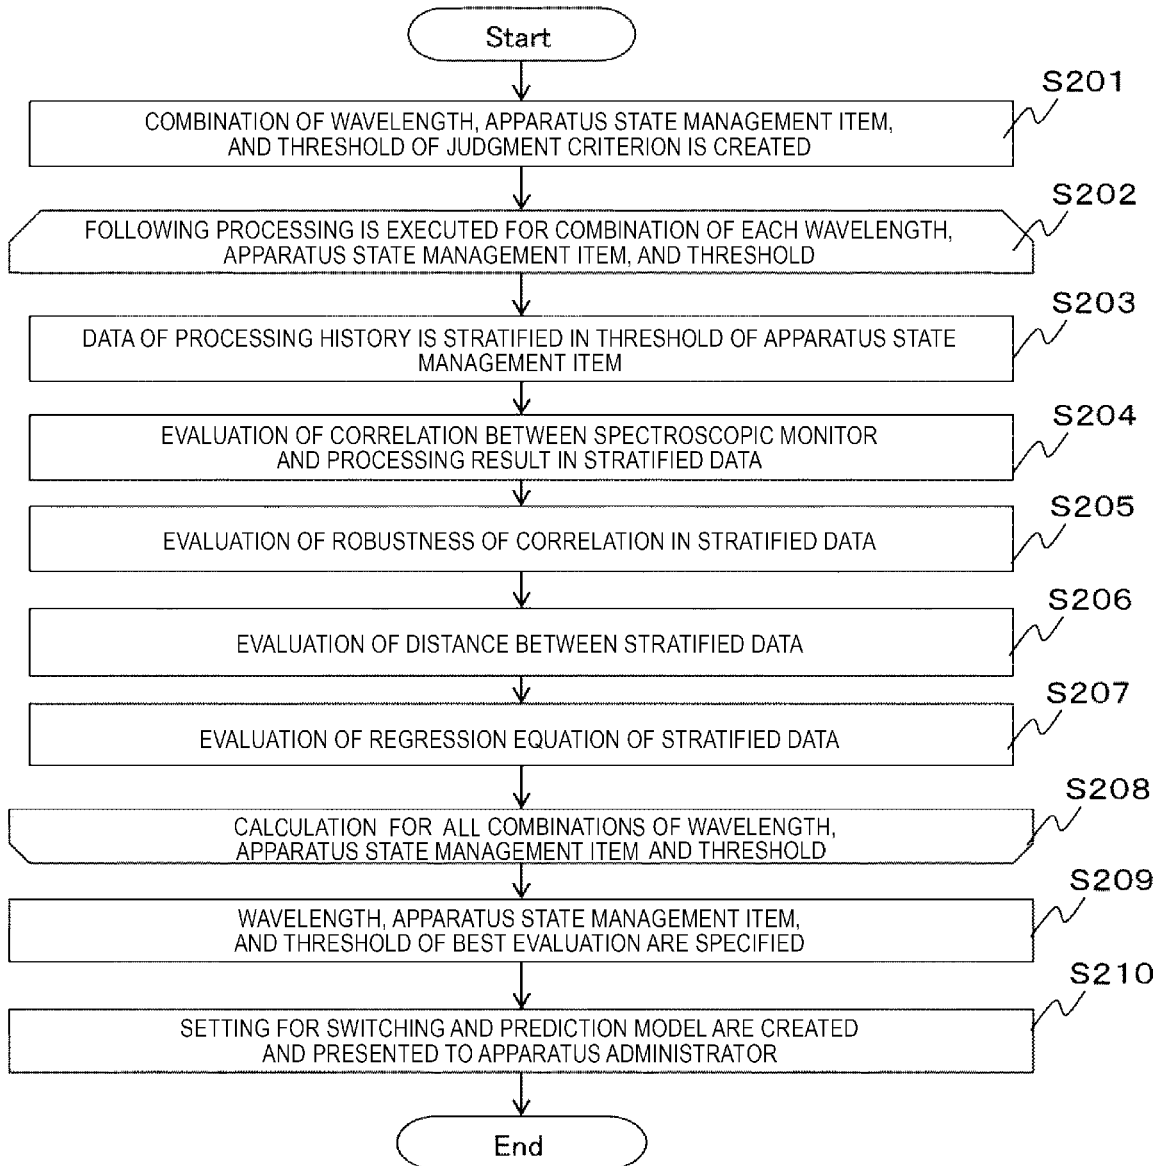 Start
S201
COMBINATION OF WAVELENGTH, APPARATUS STATE MANAGEMENT ITEM,
AND THRESHOLD OF JUDGMENT CRITERION IS CREATED
S202
FOLLOWING PROCESSING IS EXECUTED FOR COMBINATION OF EACH WAVELENGTH,
APPARATUS STATE MANAGEMENT ITEM, AND THRESHOLD
S203
DATA OF PROCESSING HISTORY IS STRATIFIED IN THRESHOLD OF APPARATUS STATE
MANAGEMENT ITEM
S204
EVALUATION OF CORRELATION BETWEEN SPECTROSCOPIC MONITOR
AND PROCESSING RESULT IN STRATIFIED DATA
S205
EVALUATION OF ROBUSTNESS OF CORRELATION IN STRATIFIED DATA
S206
EVALUATION OF DISTANCE BETWEEN STRATIFIED DATA
S207
EVALUATION OF REGRESSION EQUATION OF STRATIFIED DATA
S208
CALCULATION FOR ALL COMBINATIONS OF WAVELENGTH,
APPARATUS STATE MANAGEMENT ITEM AND THRESHOLD
S209
WAVELENGTH, APPARATUS STATE MANAGEMENT ITEM,
AND THRESHOLD OF BEST EVALUATION ARE SPECIFIED
S210
SETTING FOR SWITCHING AND PREDICTION MODEL ARE CREATED
AND PRESENTED TO APPARATUS ADMINISTRATOR
End